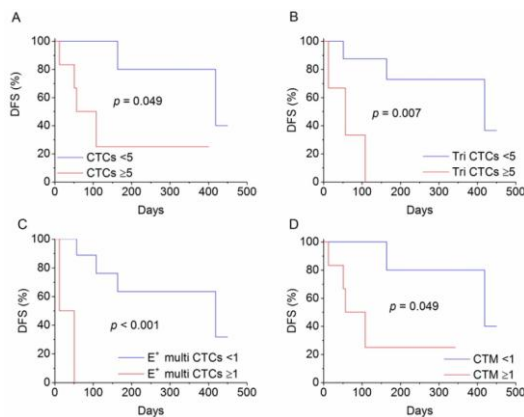 A
100
80
60
40
20
0
DFS (%)
p = 0.049
CTCs <5
CTCs ≥5
0 100 200 300 400 500
Days
B
100
80
60
40
20
0
DFS (%)
p = 0.007
Tri CTCs <5
Tri CTCs ≥5
0 100 200 300 400 500
Days
C
100
80
60
40
20
0
DFS (%)
p < 0.001
E⁺ multi CTCs <1
E⁺ multi CTCs ≥1
0 100 200 300 400 500
Days
D
100
80
60
40
20
0
DFS (%)
p = 0.049
CTM <1
CTM ≥1
0 100 200 300 400 500
Days